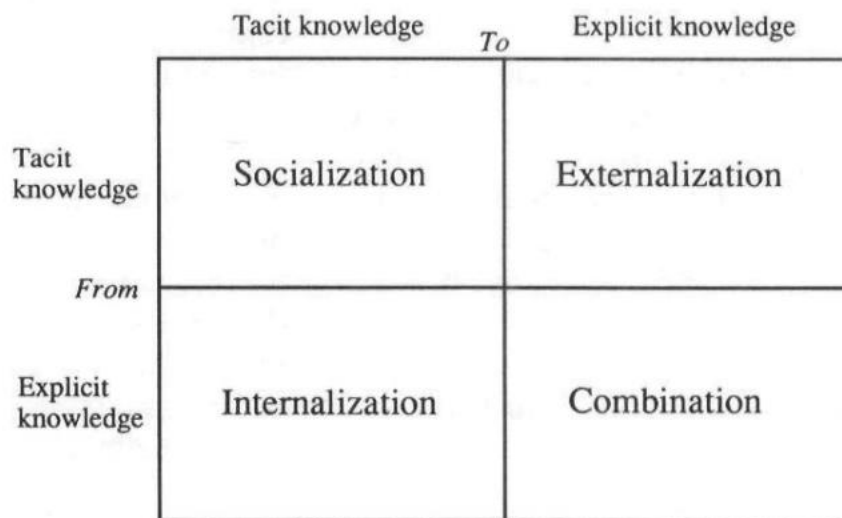 Tacit knowledge To Explicit knowledge
Tacit
knowledge
Socialization Externalization
From
Explicit
knowledge
Internalization Combination